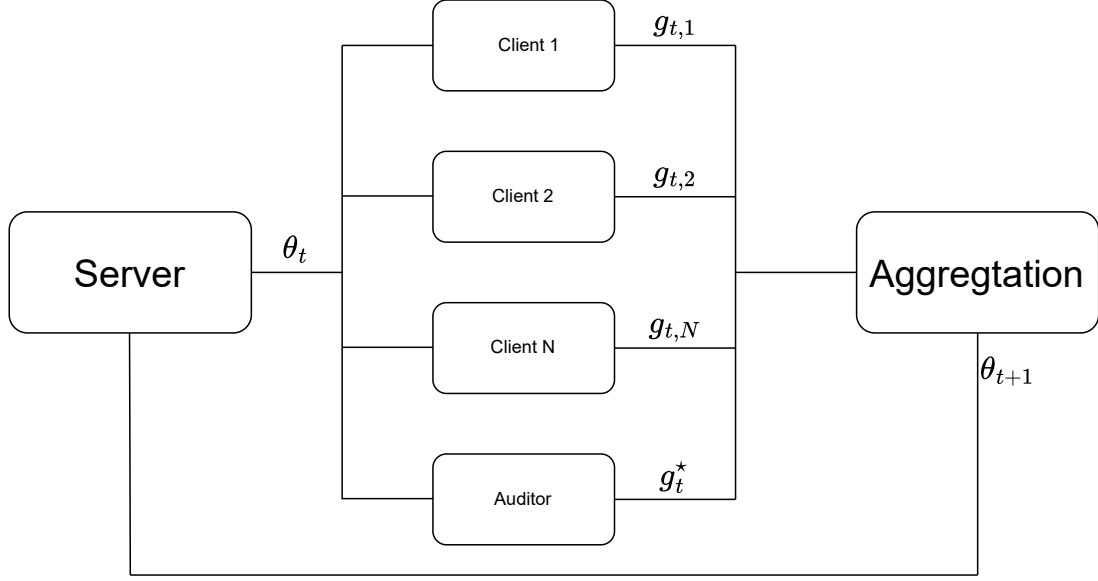 Client 1
g_{t,1}
Client 2
g_{t,2}
Server
θ_t
Aggregtation
Client N
g_{t,N}
θ_{t+1}
Auditor
g_t^⋆